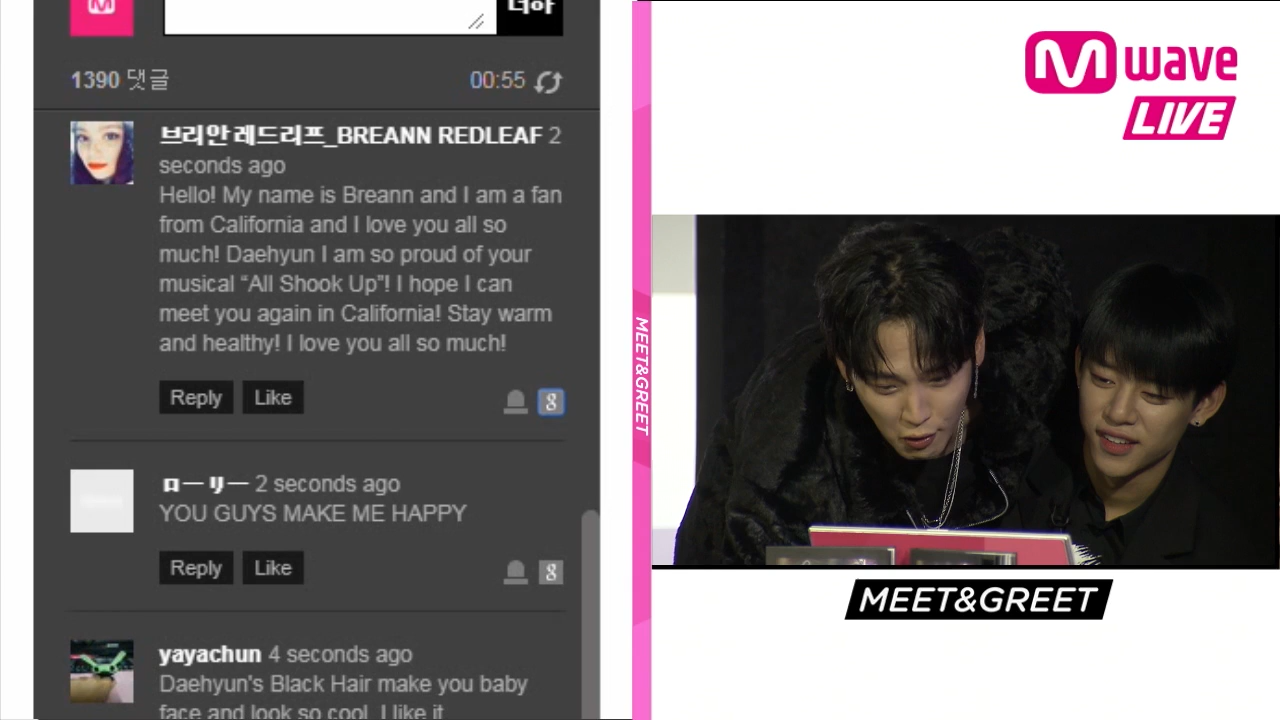 1390 댓글
00:55
브리안 레드리프_BREANN REDLEAF 2
seconds ago
Hello! My name is Breann and I am a fan
from California and I love you all so
much! Daehyun I am so proud of your
musical “All Shook Up”! I hope I can
meet you again in California! Stay warm
and healthy! I love you all so much!
Reply Like
8
ローリー 2 seconds ago
YOU GUYS MAKE ME HAPPY
Reply Like
8
yayachun 4 seconds ago
Daehyun's Black Hair make you baby
face and look so cool. I like it
MEET&GREET
M wave
LIVE
MEET&GREET